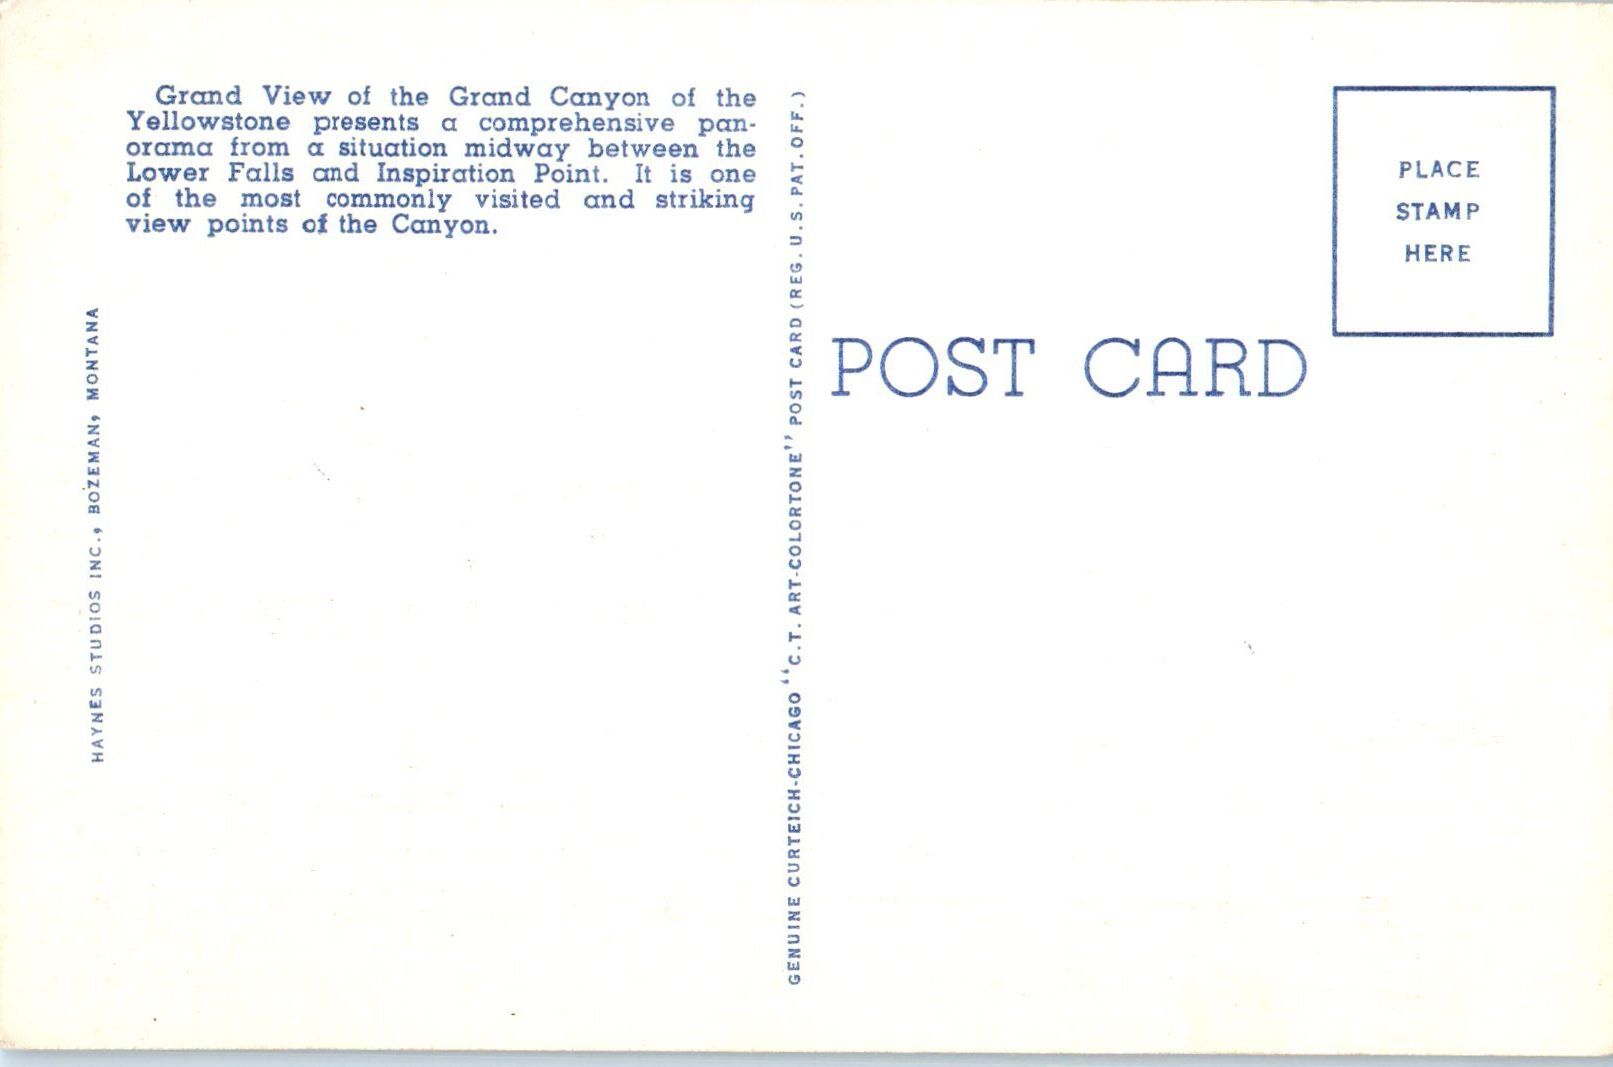 Grand View of the Grand Canyon of the
Yellowstone presents a comprehensive pan-
orama from a situation midway between the
Lower Falls and Inspiration Point. It is one
of the most commonly visited and striking
view points of the Canyon.
HAYNES STUDIOS INC., BOZEMAN, MONTANA
GENUINE CURTEICH-CHICAGO "C. T. ART-COLORTONE" POST CARD (REG. U.S. PAT. OFF.)
POST CARD
PLACE
STAMP
HERE